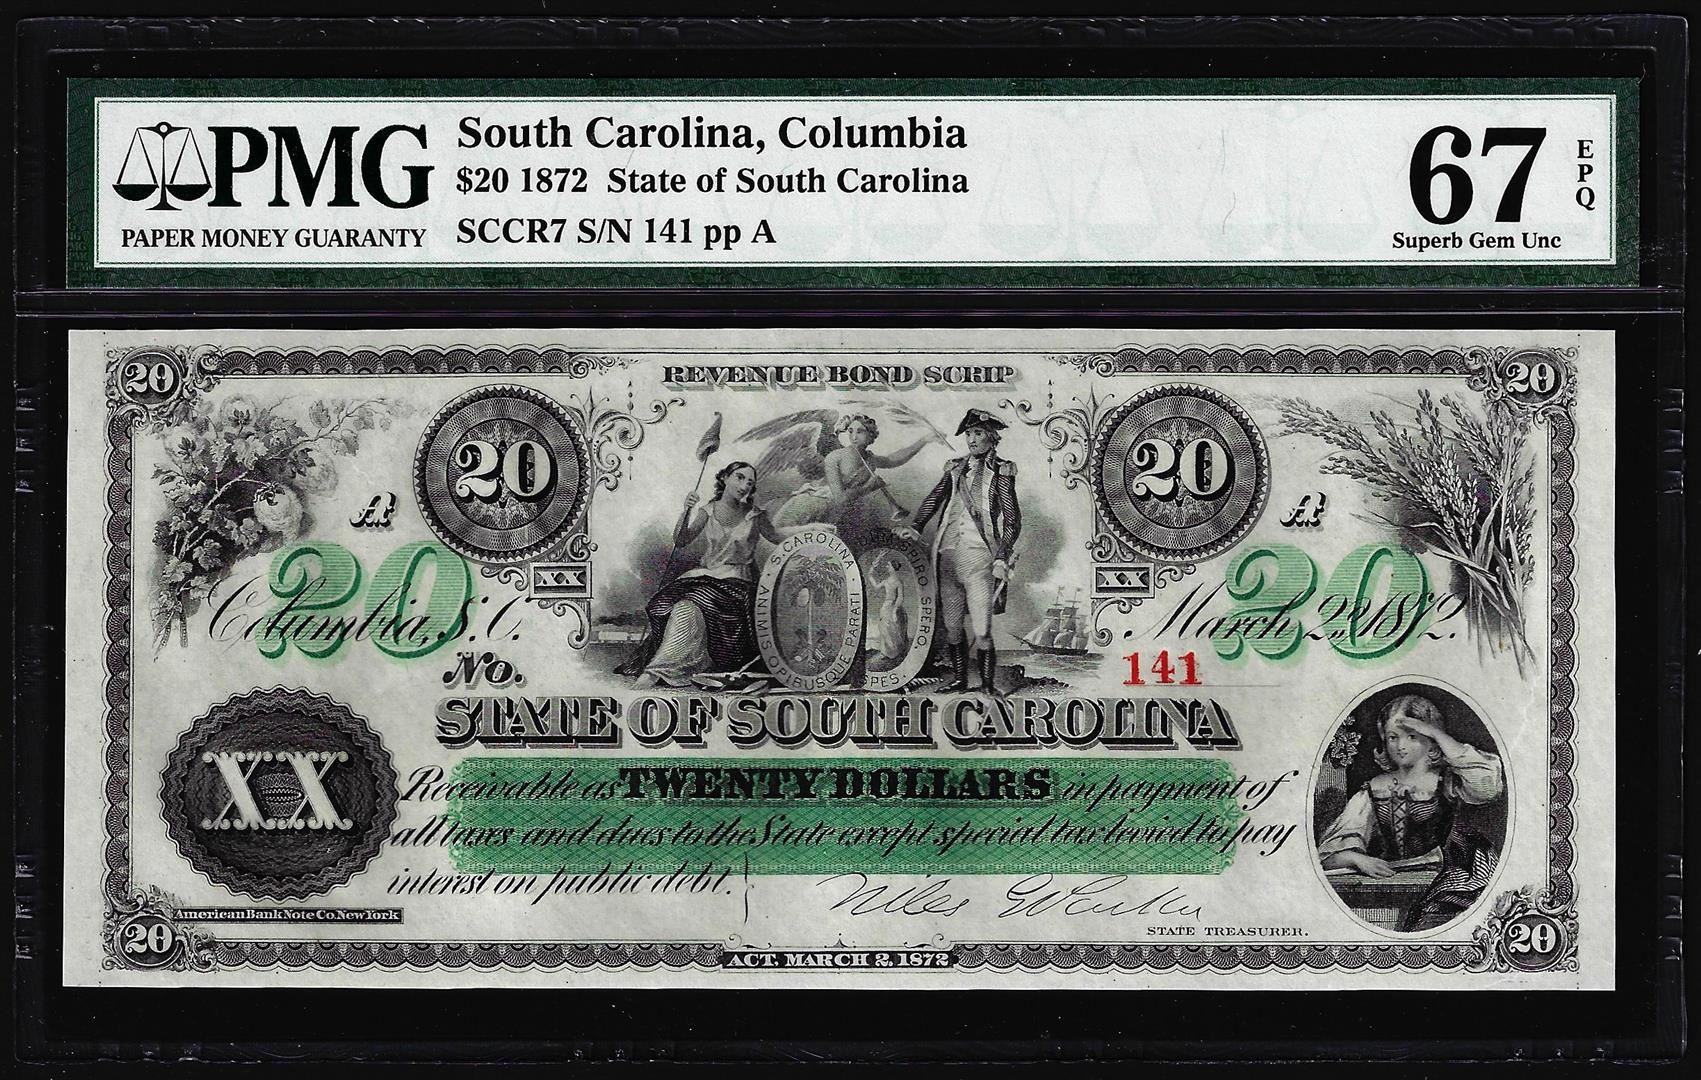 PMG
PAPER MONEY GUARANTY
South Carolina, Columbia
$20 1872 State of South Carolina
SCCR7 S/N 141 pp A
67
EPQ
Superb Gem Unc
20
REVENUE BOND SCRIP
20
20
20
A
A
20
20
S. CAROLINA · ANIMIS OPIBUSQUE PARATI ·
DUM SPIRO SPERO. SPES.
XX
XX
Columbia, S.C.
March 2nd 1872.
No.
141
STATE OF SOUTH CAROLINA
XX
Receivable as TWENTY DOLLARS in payment of
all taxes and dues to the State except special tax levied to pay
interest on public debt.
Niles G Parker
STATE TREASURER.
American Bank Note Co. New York
20
ACT, MARCH 2, 1872
20